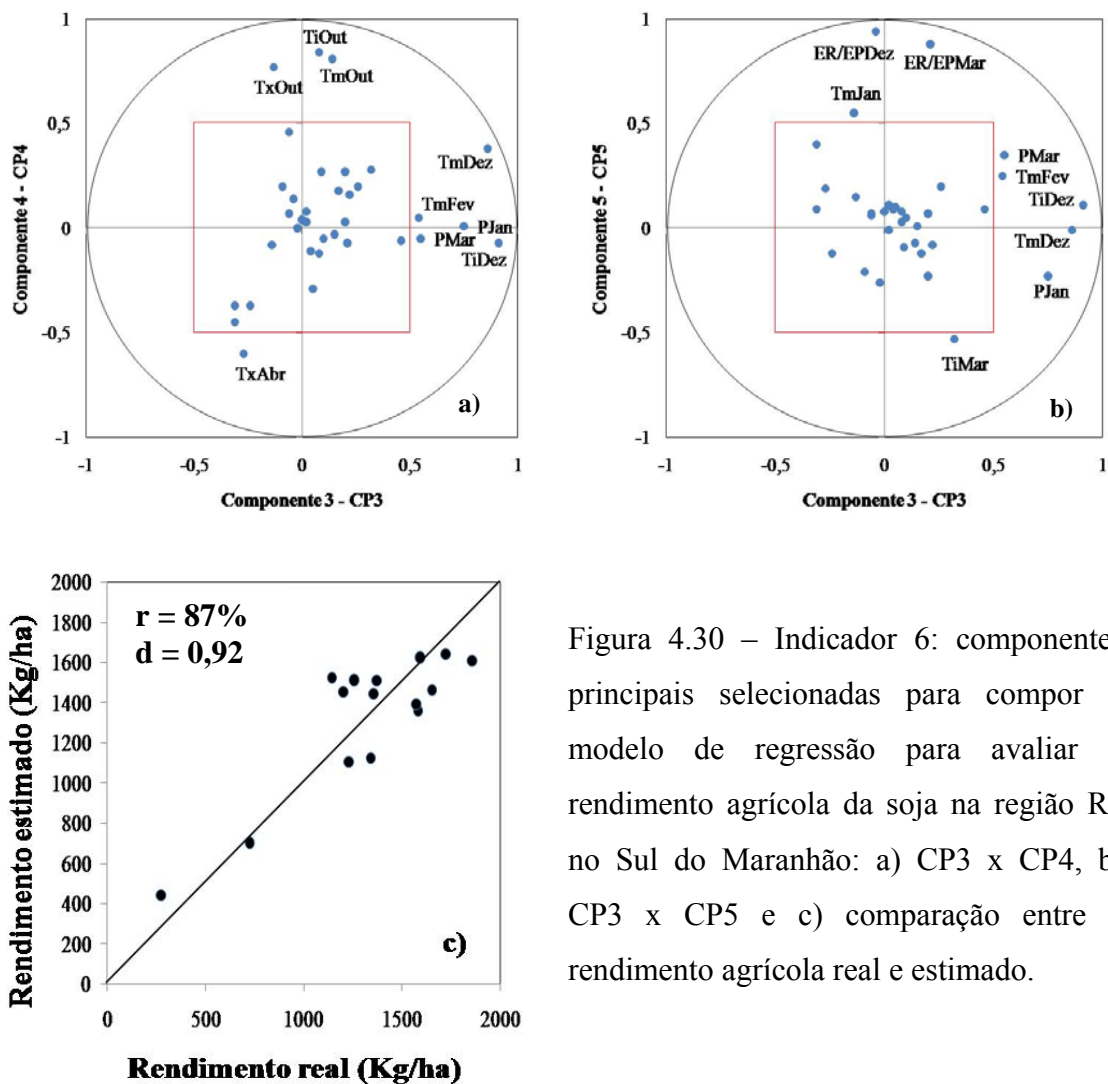 1
TiOut
TmOut
TxOut
0,5
TmDez
TmFev
PJan
0
PMar
TiDez
-0,5
TxAbr
a)
-1
-1 -0,5 0 0,5 1
Componente 4 - CP4
Componente 3 - CP3
1
ER/EPDez
ER/EPMar
TmJan
0,5
PMar
TmFev
TiDez
0
TmDez
PJan
-0,5
TiMar
b)
-1
-1 -0,5 0 0,5 1
Componente 5 - CP5
Componente 3 - CP3
2000
1800
1600
1400
1200
1000
800
600
400
200
0
r = 87%
d = 0,92
c)
0 500 1000 1500 2000
Rendimento estimado (Kg/ha)
Rendimento real (Kg/ha)
Figura 4.30 – Indicador 6: componente
principais selecionadas para compor
modelo de regressão para avaliar
rendimento agrícola da soja na região R
no Sul do Maranhão: a) CP3 x CP4, b
CP3 x CP5 e c) comparação entre
rendimento agrícola real e estimado.